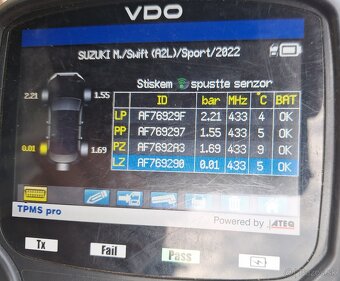 VDO
SUZUKI M./Swift (A2L)/Sport/2022
Stiskem spusťte senzor
ID bar MHz °C BAT
2.21 1.55 LP AF76929F 2.21 433 4 OK
PP AF769297 1.55 433 5 OK
PZ AF7692A3 1.69 433 9 OK
0.01 1.69 LZ AF769290 0.01 433 5 OK
TPMS pro
Powered by ATEQ
Tx Fail Pass